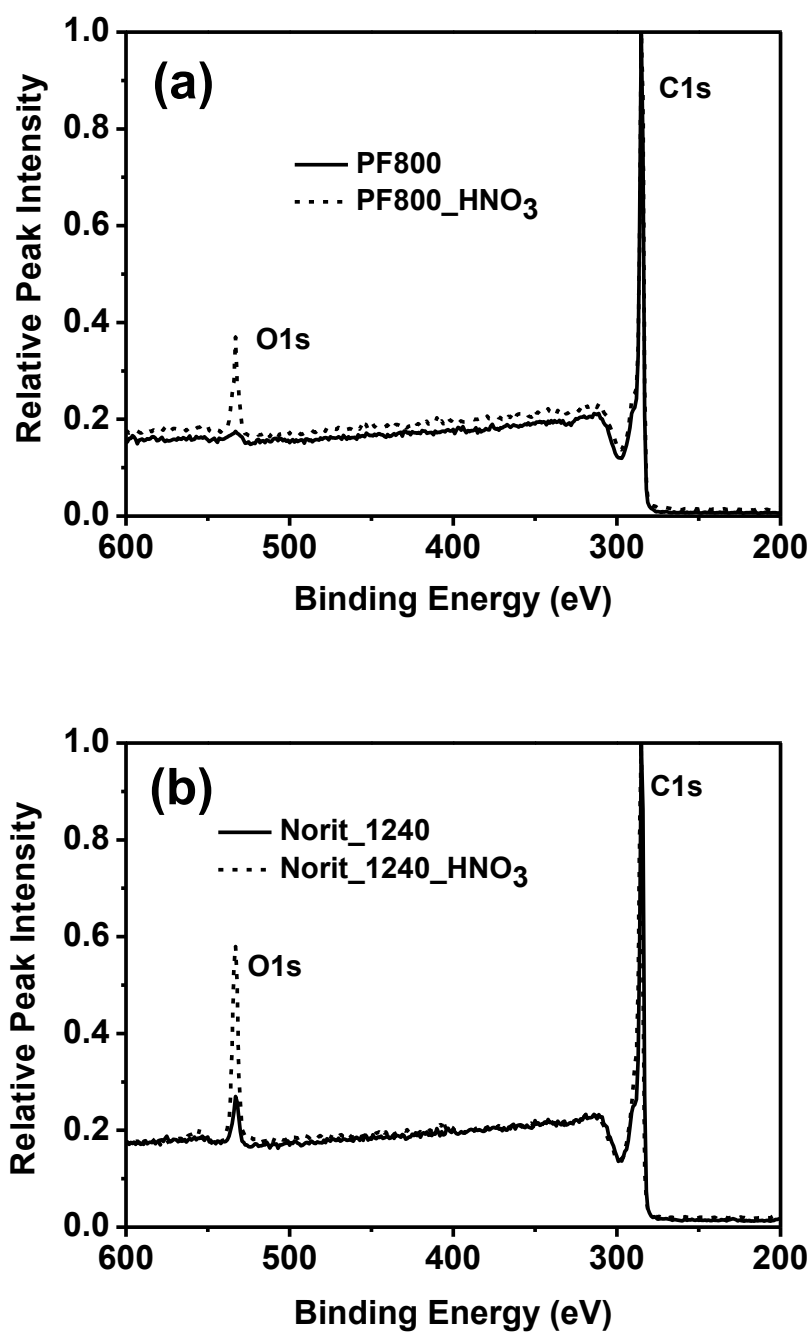 (a)
C1s
PF800
PF800_HNO3
O1s
Relative Peak Intensity
1.0
0.8
0.6
0.4
0.2
0.0
600 500 400 300 200
Binding Energy (eV)
(b)
C1s
Norit_1240
Norit_1240_HNO3
O1s
Relative Peak Intensity
1.0
0.8
0.6
0.4
0.2
0.0
600 500 400 300 200
Binding Energy (eV)